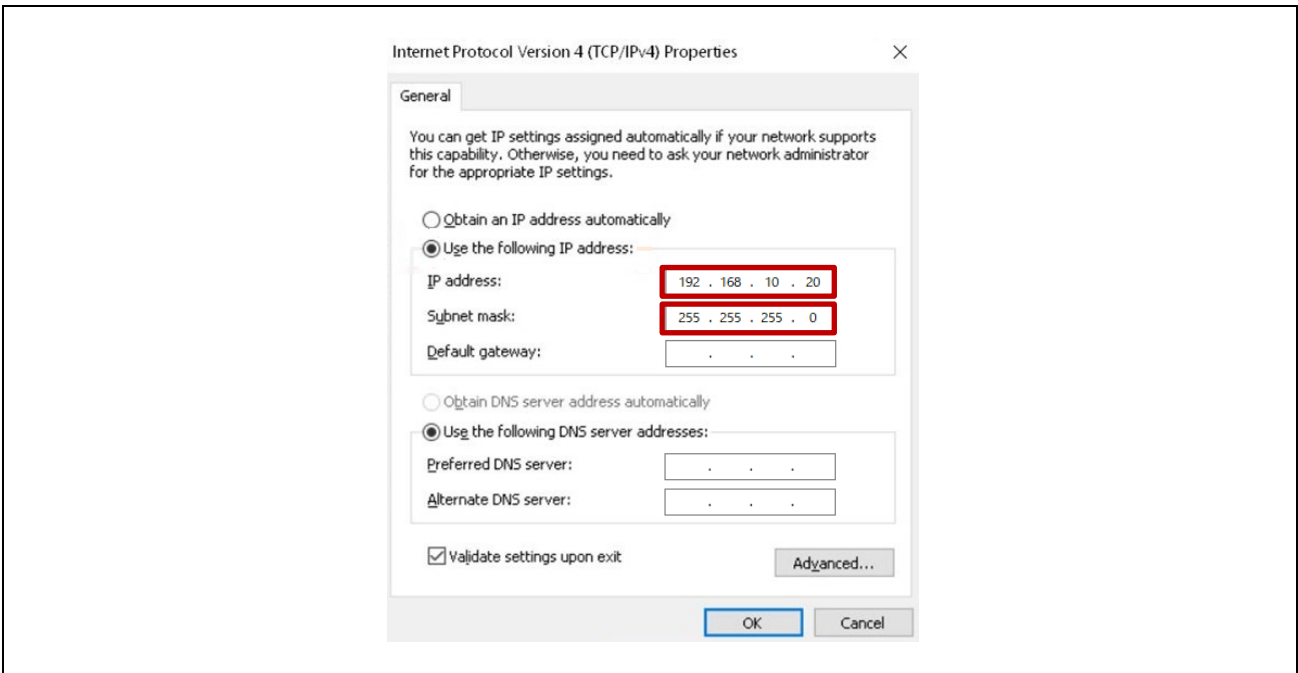 Internet Protocol Version 4 (TCP/IPv4) Properties
General
You can get IP settings assigned automatically if your network supports
this capability. Otherwise, you need to ask your network administrator
for the appropriate IP settings.
Obtain an IP address automatically
Use the following IP address:
IP address: 192 . 168 . 10 . 20
Subnet mask: 255 . 255 . 255 . 0
Default gateway: . . .
Obtain DNS server address automatically
Use the following DNS server addresses:
Preferred DNS server: . . .
Alternate DNS server: . . .
Validate settings upon exit
Advanced...
OK Cancel